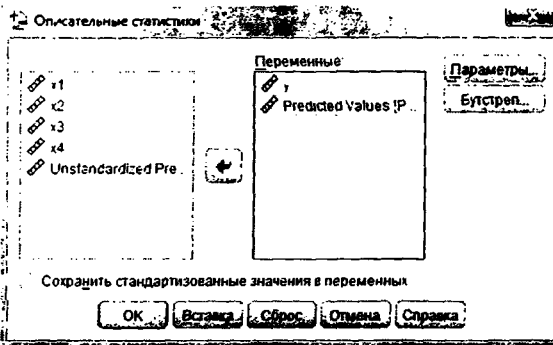 Описательные статистики
Переменные:
x1
x2
x3
x4
Unstandardized Pre...
y
Predicted Values [P...
Параметры...
Бутстреп...
Сохранить стандартизованные значения в переменных
OK
Вставка
Сброс
Отмена
Справка